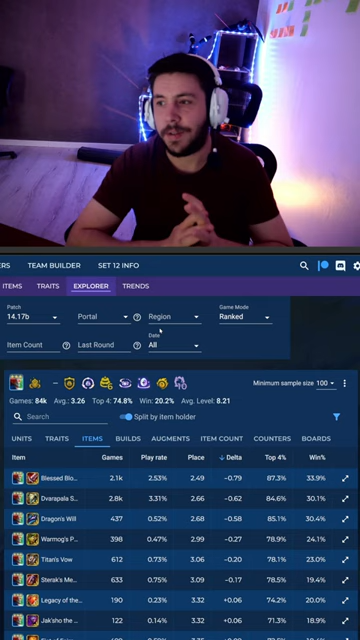 ERS TEAM BUILDER SET 12 INFO
ITEMS TRAITS EXPLORER TRENDS
Patch
14.17b
Portal
Region
Game Mode
Ranked
Item Count
Last Round
Date
All
Minimum sample size 100
Games: 84k Avg.: 3.26 Top 4: 74.8% Win: 20.2% Avg. Level: 8.21
Search
Split by item holder
UNITS TRAITS ITEMS BUILDS AUGMENTS ITEM COUNT COUNTERS BOARDS
Item Games Play rate Place Delta Top 4% Win%
Blessed Blo... 2.1k 2.53% 2.49 −0.79 87.3% 33.9%
Dvarapala S... 2.8k 3.31% 2.66 −0.62 84.6% 30.1%
Dragon's Will 437 0.52% 2.68 −0.58 85.1% 30.4%
Warmog's P... 398 0.47% 2.99 −0.27 78.9% 24.1%
Titan's Vow 612 0.73% 3.06 −0.20 78.1% 23.0%
Sterak's Me... 633 0.75% 3.09 −0.17 78.5% 19.4%
Legacy of the... 190 0.23% 3.32 +0.06 74.2% 20.0%
Jak'sho the ... 122 0.14% 3.32 +0.06 71.3% 18.9%